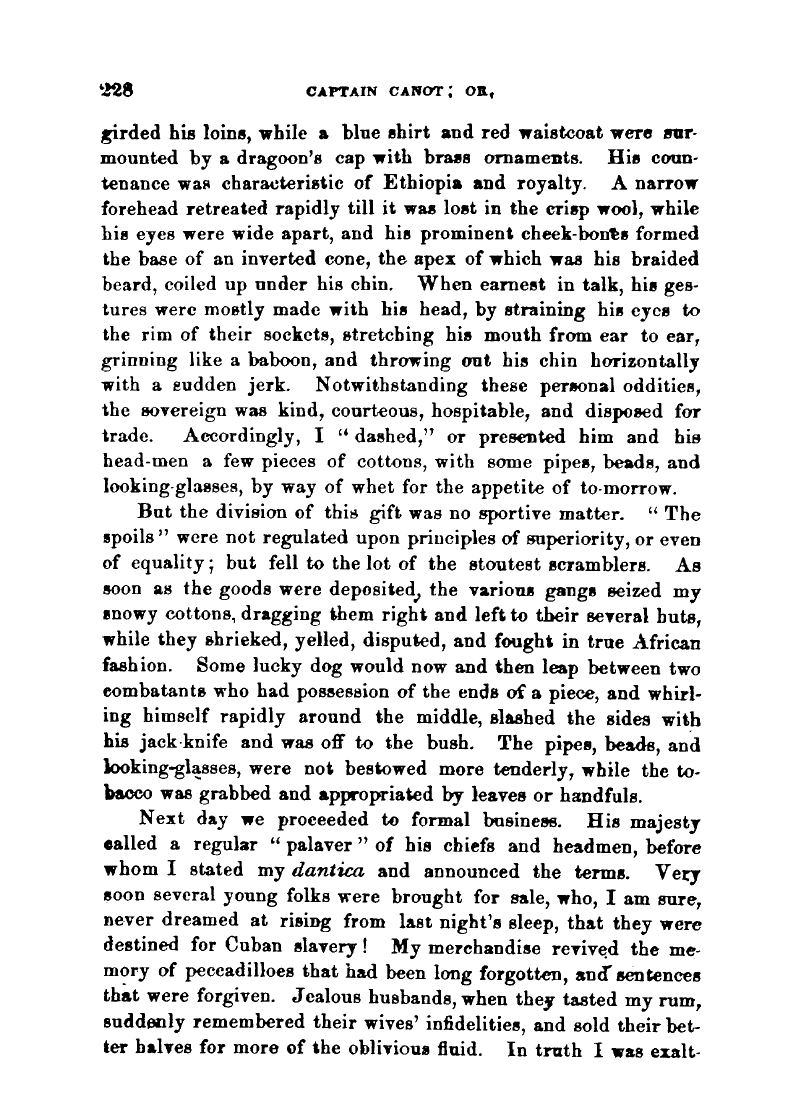 228 CAPTAIN CANOT; OR,
girded his loins, while a blue shirt and red waistcoat were sur-
mounted by a dragoon's cap with brass ornaments. His coun-
tenance was characteristic of Ethiopia and royalty. A narrow
forehead retreated rapidly till it was lost in the crisp wool, while
his eyes were wide apart, and his prominent cheek-bones formed
the base of an inverted cone, the apex of which was his braided
beard, coiled up under his chin. When earnest in talk, his ges-
tures were mostly made with his head, by straining his eyes to
the rim of their sockets, stretching his mouth from ear to ear,
grinning like a baboon, and throwing out his chin horizontally
with a sudden jerk. Notwithstanding these personal oddities,
the sovereign was kind, courteous, hospitable, and disposed for
trade. Accordingly, I "dashed," or presented him and his
head-men a few pieces of cottons, with some pipes, beads, and
looking-glasses, by way of whet for the appetite of to-morrow.
But the division of this gift was no sportive matter. "The
spoils" were not regulated upon principles of superiority, or even
of equality; but fell to the lot of the stoutest scramblers. As
soon as the goods were deposited, the various gangs seized my
snowy cottons, dragging them right and left to their several huts,
while they shrieked, yelled, disputed, and fought in true African
fashion. Some lucky dog would now and then leap between two
combatants who had possession of the ends of a piece, and whirl-
ing himself rapidly around the middle, slashed the sides with
his jack-knife and was off to the bush. The pipes, beads, and
looking-glasses, were not bestowed more tenderly, while the to-
bacco was grabbed and appropriated by leaves or handfuls.
Next day we proceeded to formal business. His majesty
called a regular "palaver" of his chiefs and headmen, before
whom I stated my dantica and announced the terms. Very
soon several young folks were brought for sale, who, I am sure,
never dreamed at rising from last night's sleep, that they were
destined for Cuban slavery! My merchandise revived the me-
mory of peccadilloes that had been long forgotten, and sentences
that were forgiven. Jealous husbands, when they tasted my rum,
suddenly remembered their wives' infidelities, and sold their bet-
ter halves for more of the oblivious fluid. In truth I was exalt-